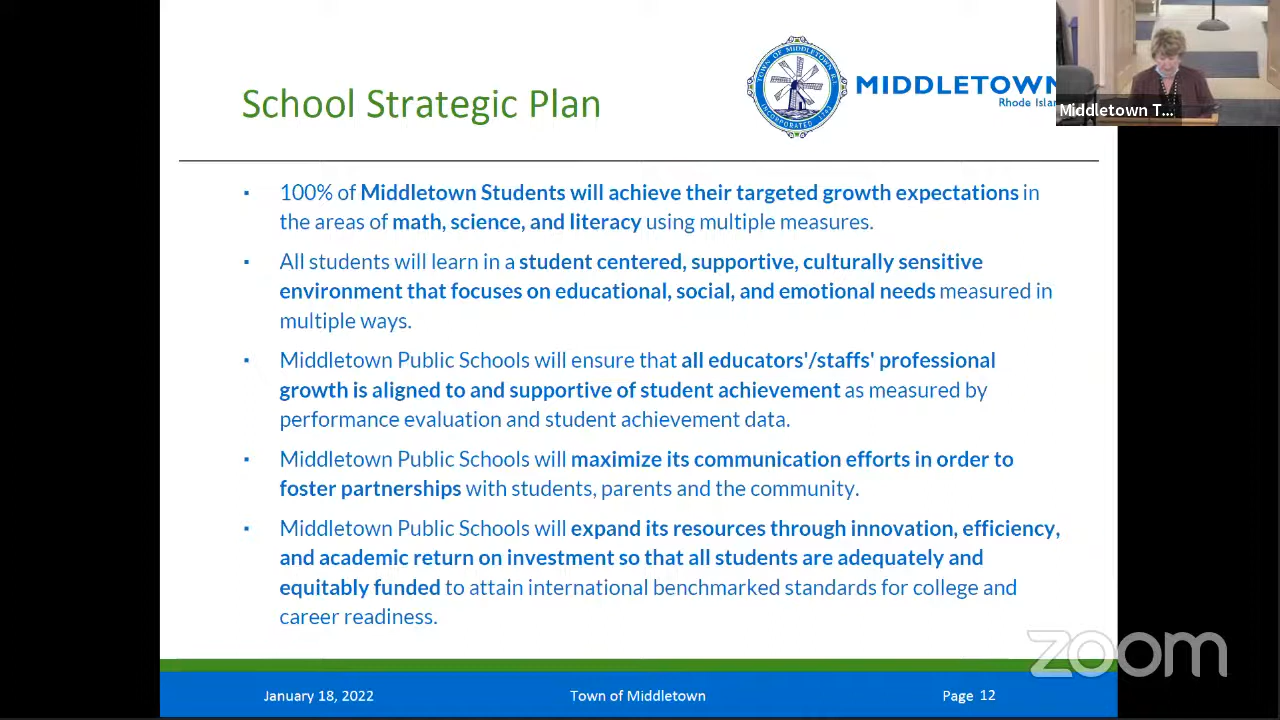 School Strategic Plan
TOWN OF MIDDLETOWN R.I.
INCORPORATED 1743
MIDDLETOWN
Rhode Islan
Middletown T...
▪ 100% of Middletown Students will achieve their targeted growth expectations in
the areas of math, science, and literacy using multiple measures.
▪ All students will learn in a student centered, supportive, culturally sensitive
environment that focuses on educational, social, and emotional needs measured in
multiple ways.
▪ Middletown Public Schools will ensure that all educators'/staffs' professional
growth is aligned to and supportive of student achievement as measured by
performance evaluation and student achievement data.
▪ Middletown Public Schools will maximize its communication efforts in order to
foster partnerships with students, parents and the community.
▪ Middletown Public Schools will expand its resources through innovation, efficiency,
and academic return on investment so that all students are adequately and
equitably funded to attain international benchmarked standards for college and
career readiness.
zoom
January 18, 2022 Town of Middletown Page 12